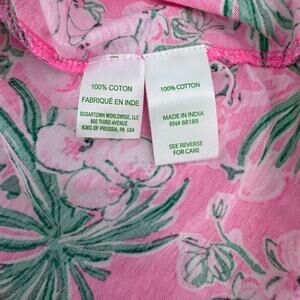 100% COTON
FABRIQUÉ EN INDE
SUGARTOWN WORLDWIDE, LLC
800 THIRD AVENUE
KING OF PRUSSIA, PA USA
100% COTTON
MADE IN INDIA
RN# 88189
SEE REVERSE
FOR CARE